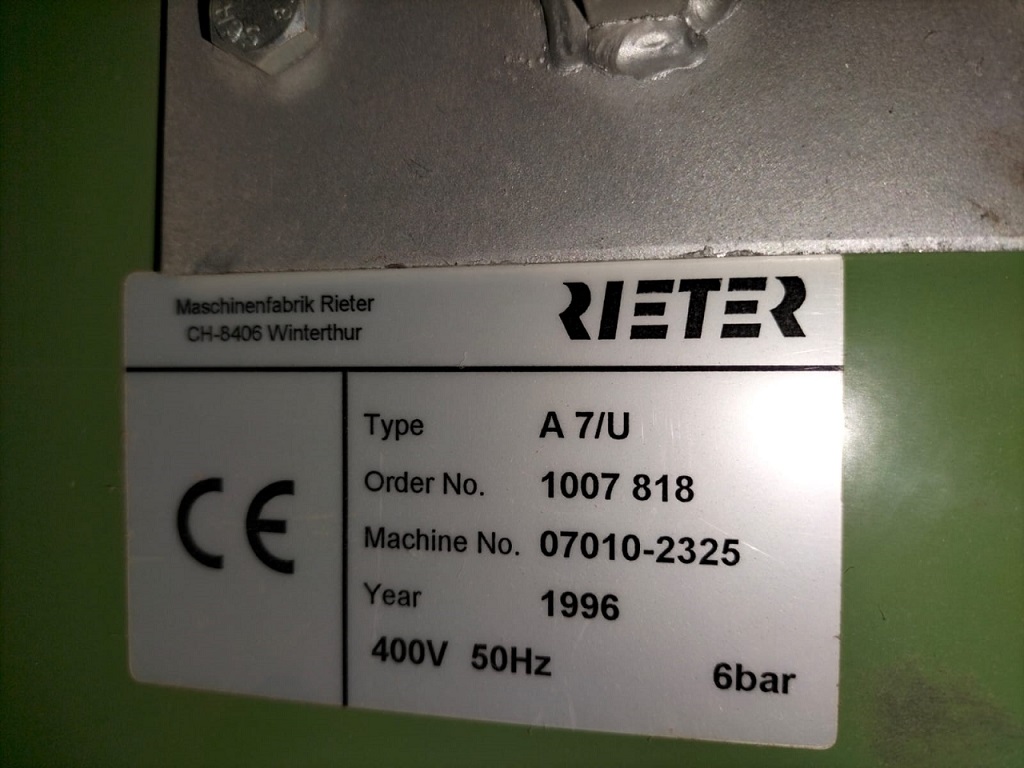 Maschinenfabrik Rieter
CH-8406 Winterthur
RIETER
CE
Type A 7/U
Order No. 1007 818
Machine No. 07010-2325
Year 1996
400V 50Hz 6bar